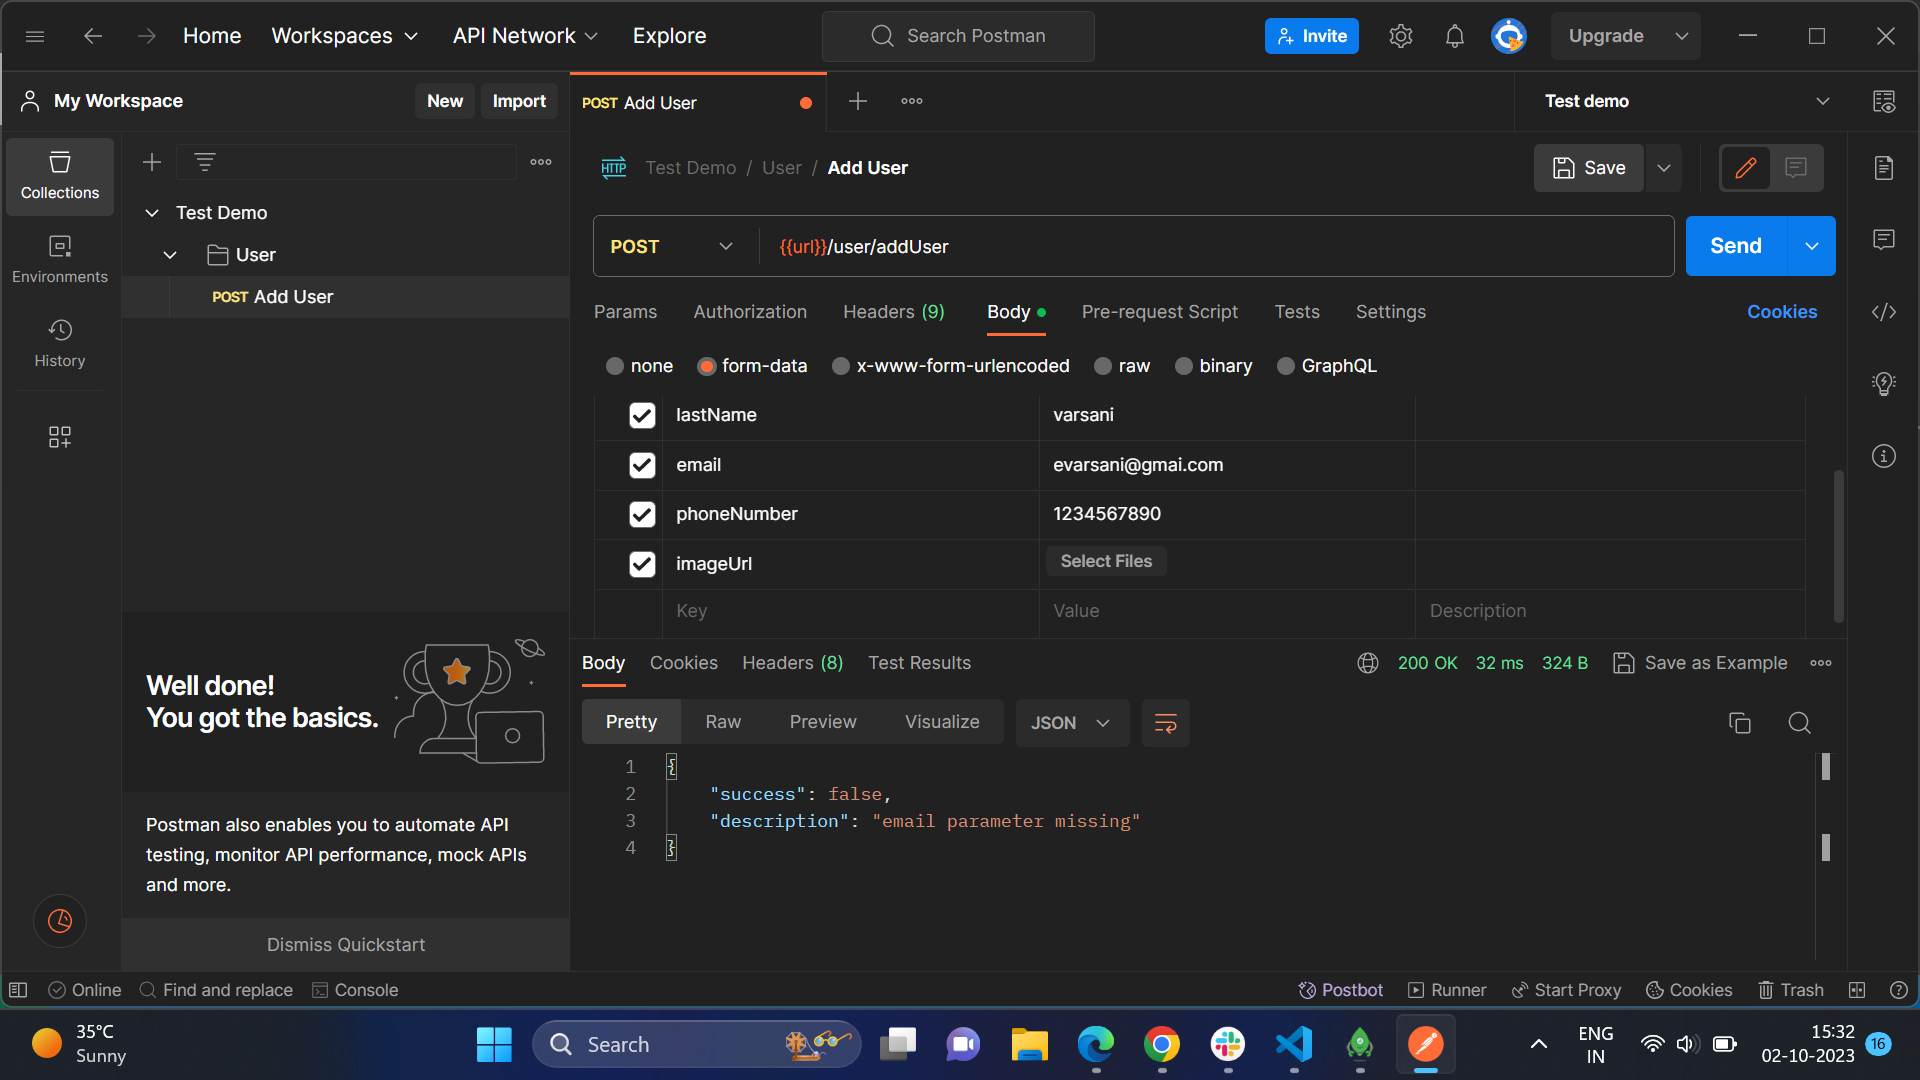 Home Workspaces API Network Explore
Search Postman
Invite
Upgrade
My Workspace
New Import
POST Add User
Test demo
Collections
Environments
History
Test Demo
User
POST Add User
HTTP Test Demo / User / Add User
Save
POST {{url}}/user/addUser
Send
Params Authorization Headers (9) Body Pre-request Script Tests Settings Cookies
none form-data x-www-form-urlencoded raw binary GraphQL
lastName varsani
email evarsani@gmai.com
phoneNumber 1234567890
imageUrl Select Files
Key Value Description
Well done!
You got the basics.
Postman also enables you to automate API
testing, monitor API performance, mock APIs
and more.
Dismiss Quickstart
Body Cookies Headers (8) Test Results
200 OK 32 ms 324 B Save as Example
Pretty Raw Preview Visualize JSON
1 {
2 "success": false,
3 "description": "email parameter missing"
4 }
Online Find and replace Console
Postbot Runner Start Proxy Cookies Trash
35°C
Sunny
Search
ENG
IN
15:32
02-10-2023
16